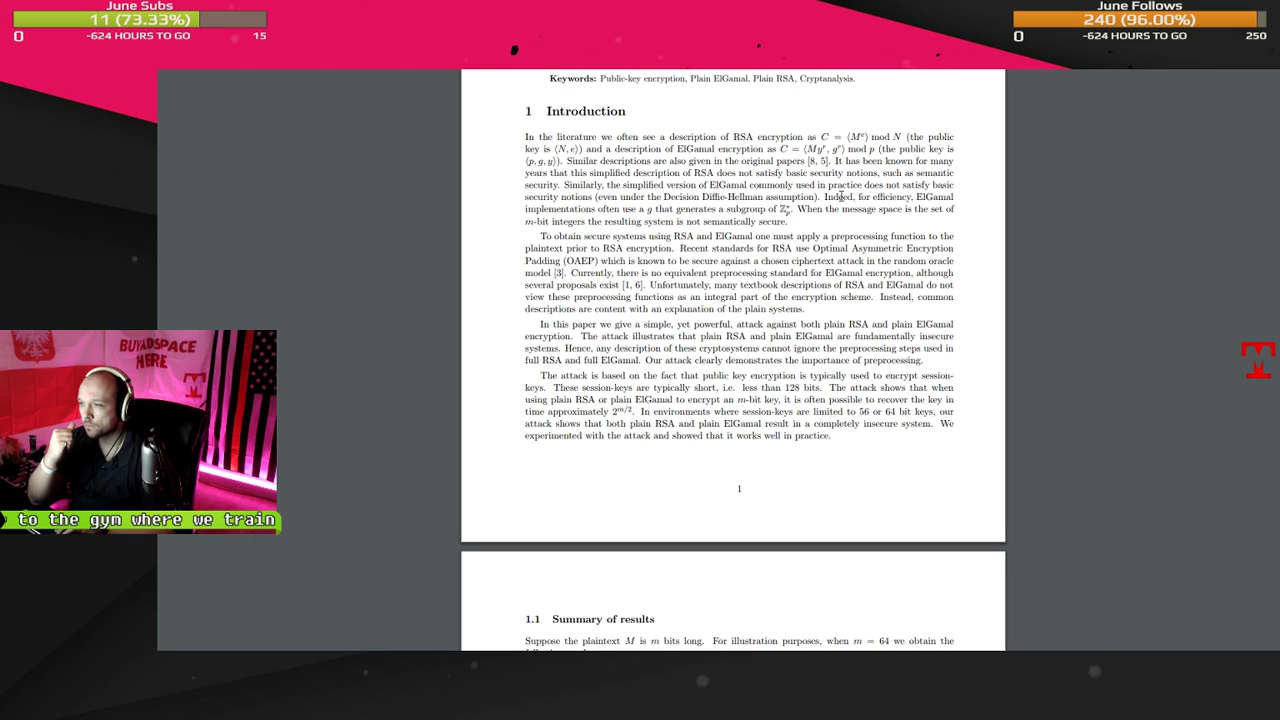 June Subs
11 (73.33%)
0
-624 HOURS TO GO
15
June Follows
240 (96.00%)
0
-624 HOURS TO GO
250
Keywords: Public-key encryption, Plain ElGamal, Plain RSA, Cryptanalysis.
1 Introduction
In the literature we often see a description of RSA encryption as C = ⟨M^e⟩ mod N (the public
key is ⟨N, e⟩) and a description of ElGamal encryption as C = ⟨My^r, g^r⟩ mod p (the public key is
⟨p, g, y⟩). Similar descriptions are also given in the original papers [8, 5]. It has been known for many
years that this simplified description of RSA does not satisfy basic security notions, such as semantic
security. Similarly, the simplified version of ElGamal commonly used in practice does not satisfy basic
security notions (even under the Decision Diffie-Hellman assumption). Indeed, for efficiency, ElGamal
implementations often use a g that generates a subgroup of ℤ*_p. When the message space is the set of
m-bit integers the resulting system is not semantically secure.
To obtain secure systems using RSA and ElGamal one must apply a preprocessing function to the
plaintext prior to RSA encryption. Recent standards for RSA use Optimal Asymmetric Encryption
Padding (OAEP) which is known to be secure against a chosen ciphertext attack in the random oracle
model [3]. Currently, there is no equivalent preprocessing standard for ElGamal encryption, although
several proposals exist [1, 6]. Unfortunately, many textbook descriptions of RSA and ElGamal do not
view these preprocessing functions as an integral part of the encryption scheme. Instead, common
descriptions are content with an explanation of the plain systems.
In this paper we give a simple, yet powerful, attack against both plain RSA and plain ElGamal
encryption. The attack illustrates that plain RSA and plain ElGamal are fundamentally insecure
systems. Hence, any description of these cryptosystems cannot ignore the preprocessing steps used in
full RSA and full ElGamal. Our attack clearly demonstrates the importance of preprocessing.
The attack is based on the fact that public key encryption is typically used to encrypt session-
keys. These session-keys are typically short, i.e. less than 128 bits. The attack shows that when
using plain RSA or plain ElGamal to encrypt an m-bit key, it is often possible to recover the key in
time approximately 2^{m/2}. In environments where session-keys are limited to 56 or 64 bit keys, our
attack shows that both plain RSA and plain ElGamal result in a completely insecure system. We
experimented with the attack and showed that it works well in practice.
1
1.1 Summary of results
Suppose the plaintext M is m bits long. For illustration purposes, when m = 64 we obtain the
HERE
to the gym where we train